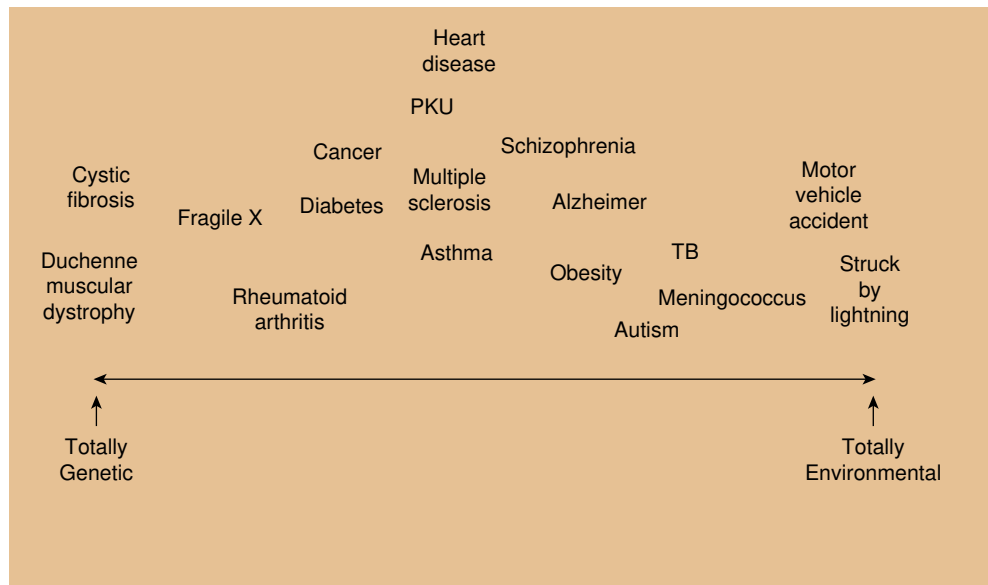 Heart
disease
PKU
Cancer
Schizophrenia
Cystic
fibrosis
Multiple
sclerosis
Motor
vehicle
accident
Fragile X
Diabetes
Alzheimer
Duchenne
muscular
dystrophy
Asthma
TB
Obesity
Struck
by
lightning
Rheumatoid
arthritis
Meningococcus
Autism
Totally
Genetic
Totally
Environmental